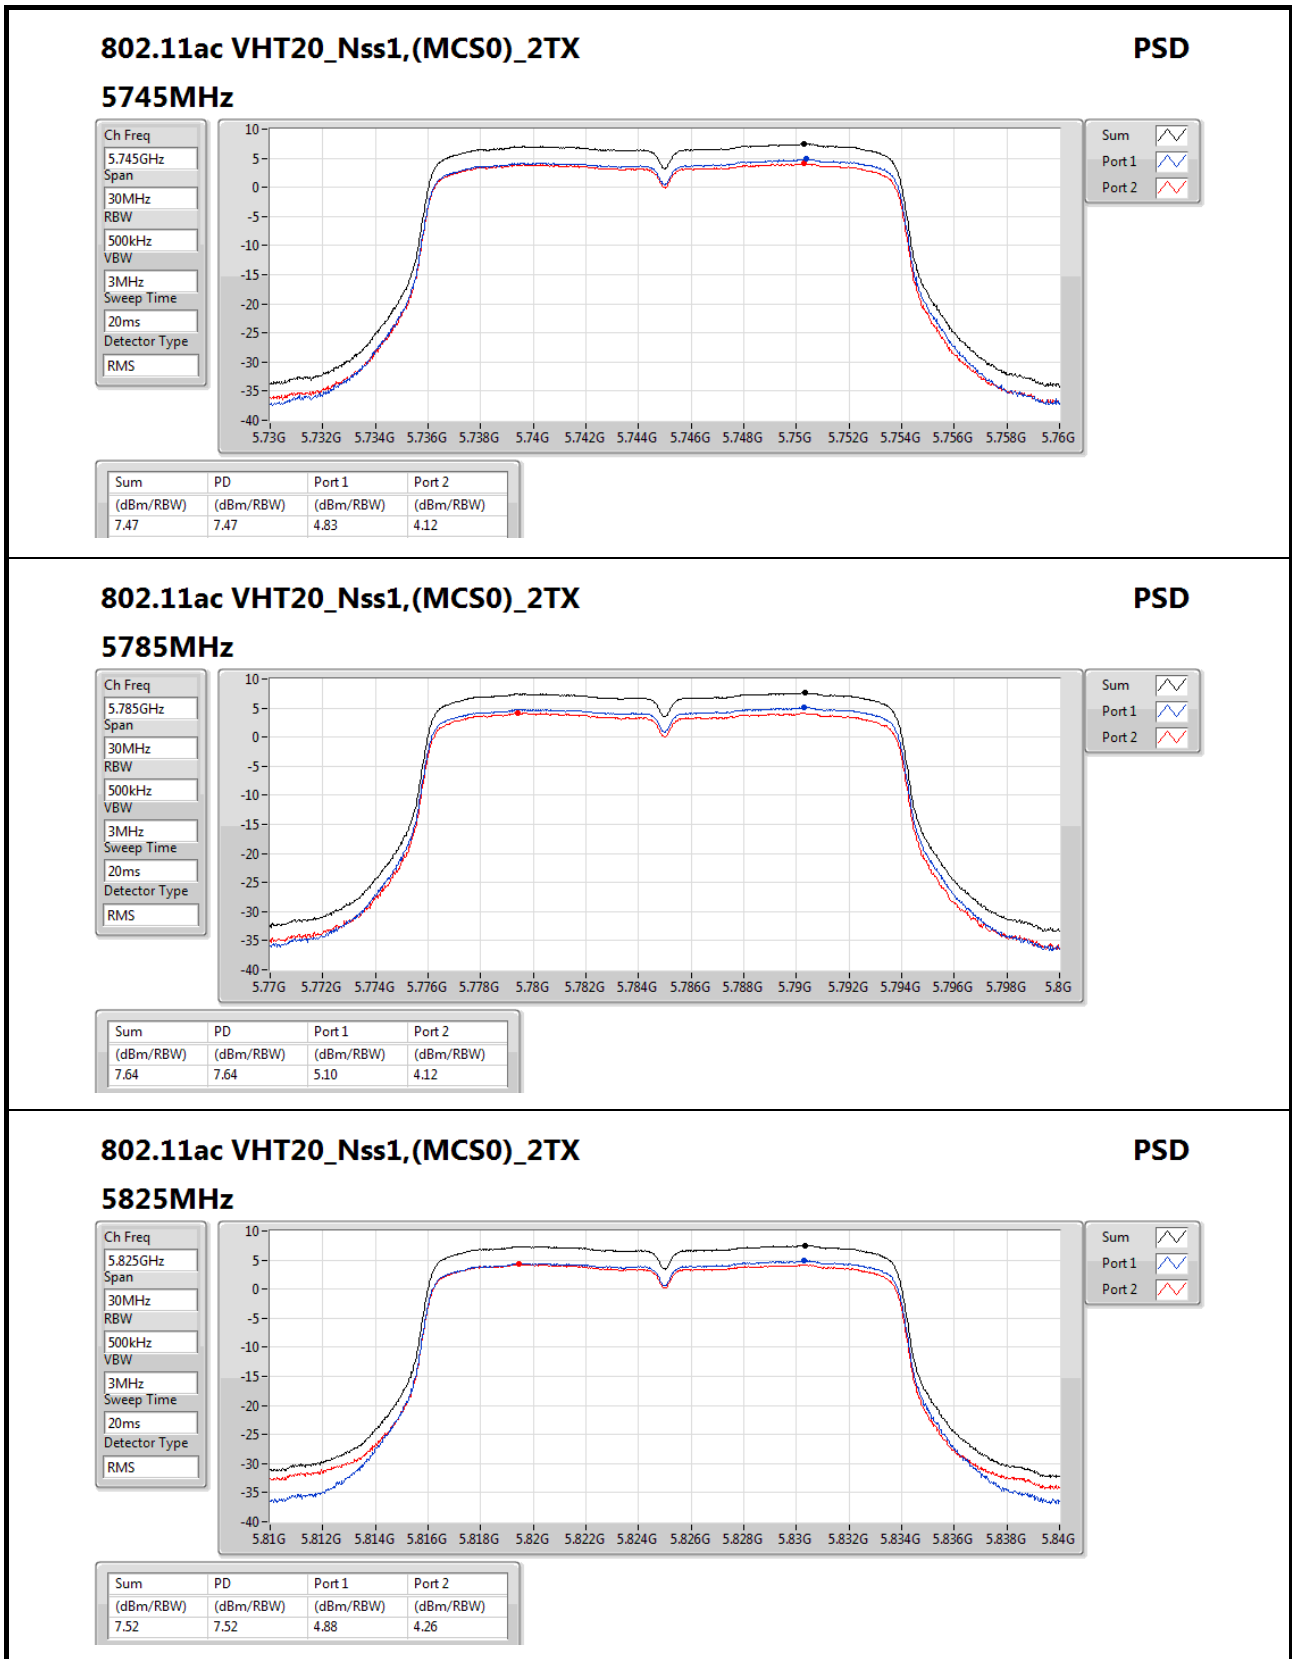 802.11ac VHT20_Nss1,(MCS0)_2TX PSD
5745MHz
Ch Freq
5.745GHz
Span
30MHz
RBW
500kHz
VBW
3MHz
Sweep Time
20ms
Detector Type
RMS
10
5
0
-5
-10
-15
-20
-25
-30
-35
-40
5.73G 5.732G 5.734G 5.736G 5.738G 5.74G 5.742G 5.744G 5.746G 5.748G 5.75G 5.752G 5.754G 5.756G 5.758G 5.76G
Sum
Port 1
Port 2
Sum PD Port 1 Port 2
(dBm/RBW) (dBm/RBW) (dBm/RBW) (dBm/RBW)
7.47 7.47 4.83 4.12
802.11ac VHT20_Nss1,(MCS0)_2TX PSD
5785MHz
Ch Freq
5.785GHz
Span
30MHz
RBW
500kHz
VBW
3MHz
Sweep Time
20ms
Detector Type
RMS
10
5
0
-5
-10
-15
-20
-25
-30
-35
-40
5.77G 5.772G 5.774G 5.776G 5.778G 5.78G 5.782G 5.784G 5.786G 5.788G 5.79G 5.792G 5.794G 5.796G 5.798G 5.8G
Sum
Port 1
Port 2
Sum PD Port 1 Port 2
(dBm/RBW) (dBm/RBW) (dBm/RBW) (dBm/RBW)
7.64 7.64 5.10 4.12
802.11ac VHT20_Nss1,(MCS0)_2TX PSD
5825MHz
Ch Freq
5.825GHz
Span
30MHz
RBW
500kHz
VBW
3MHz
Sweep Time
20ms
Detector Type
RMS
10
5
0
-5
-10
-15
-20
-25
-30
-35
-40
5.81G 5.812G 5.814G 5.816G 5.818G 5.82G 5.822G 5.824G 5.826G 5.828G 5.83G 5.832G 5.834G 5.836G 5.838G 5.84G
Sum
Port 1
Port 2
Sum PD Port 1 Port 2
(dBm/RBW) (dBm/RBW) (dBm/RBW) (dBm/RBW)
7.52 7.52 4.88 4.26